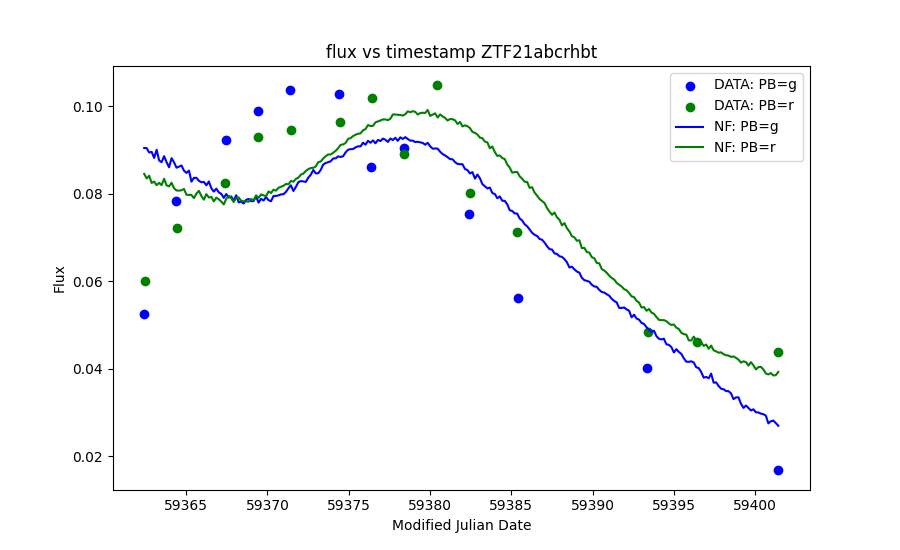 flux vs timestamp ZTF21abcrhbt
DATA: PB=g
DATA: PB=r
NF: PB=g
NF: PB=r
0.10
0.08
0.06
0.04
0.02
Flux
59365 59370 59375 59380 59385 59390 59395 59400
Modified Julian Date